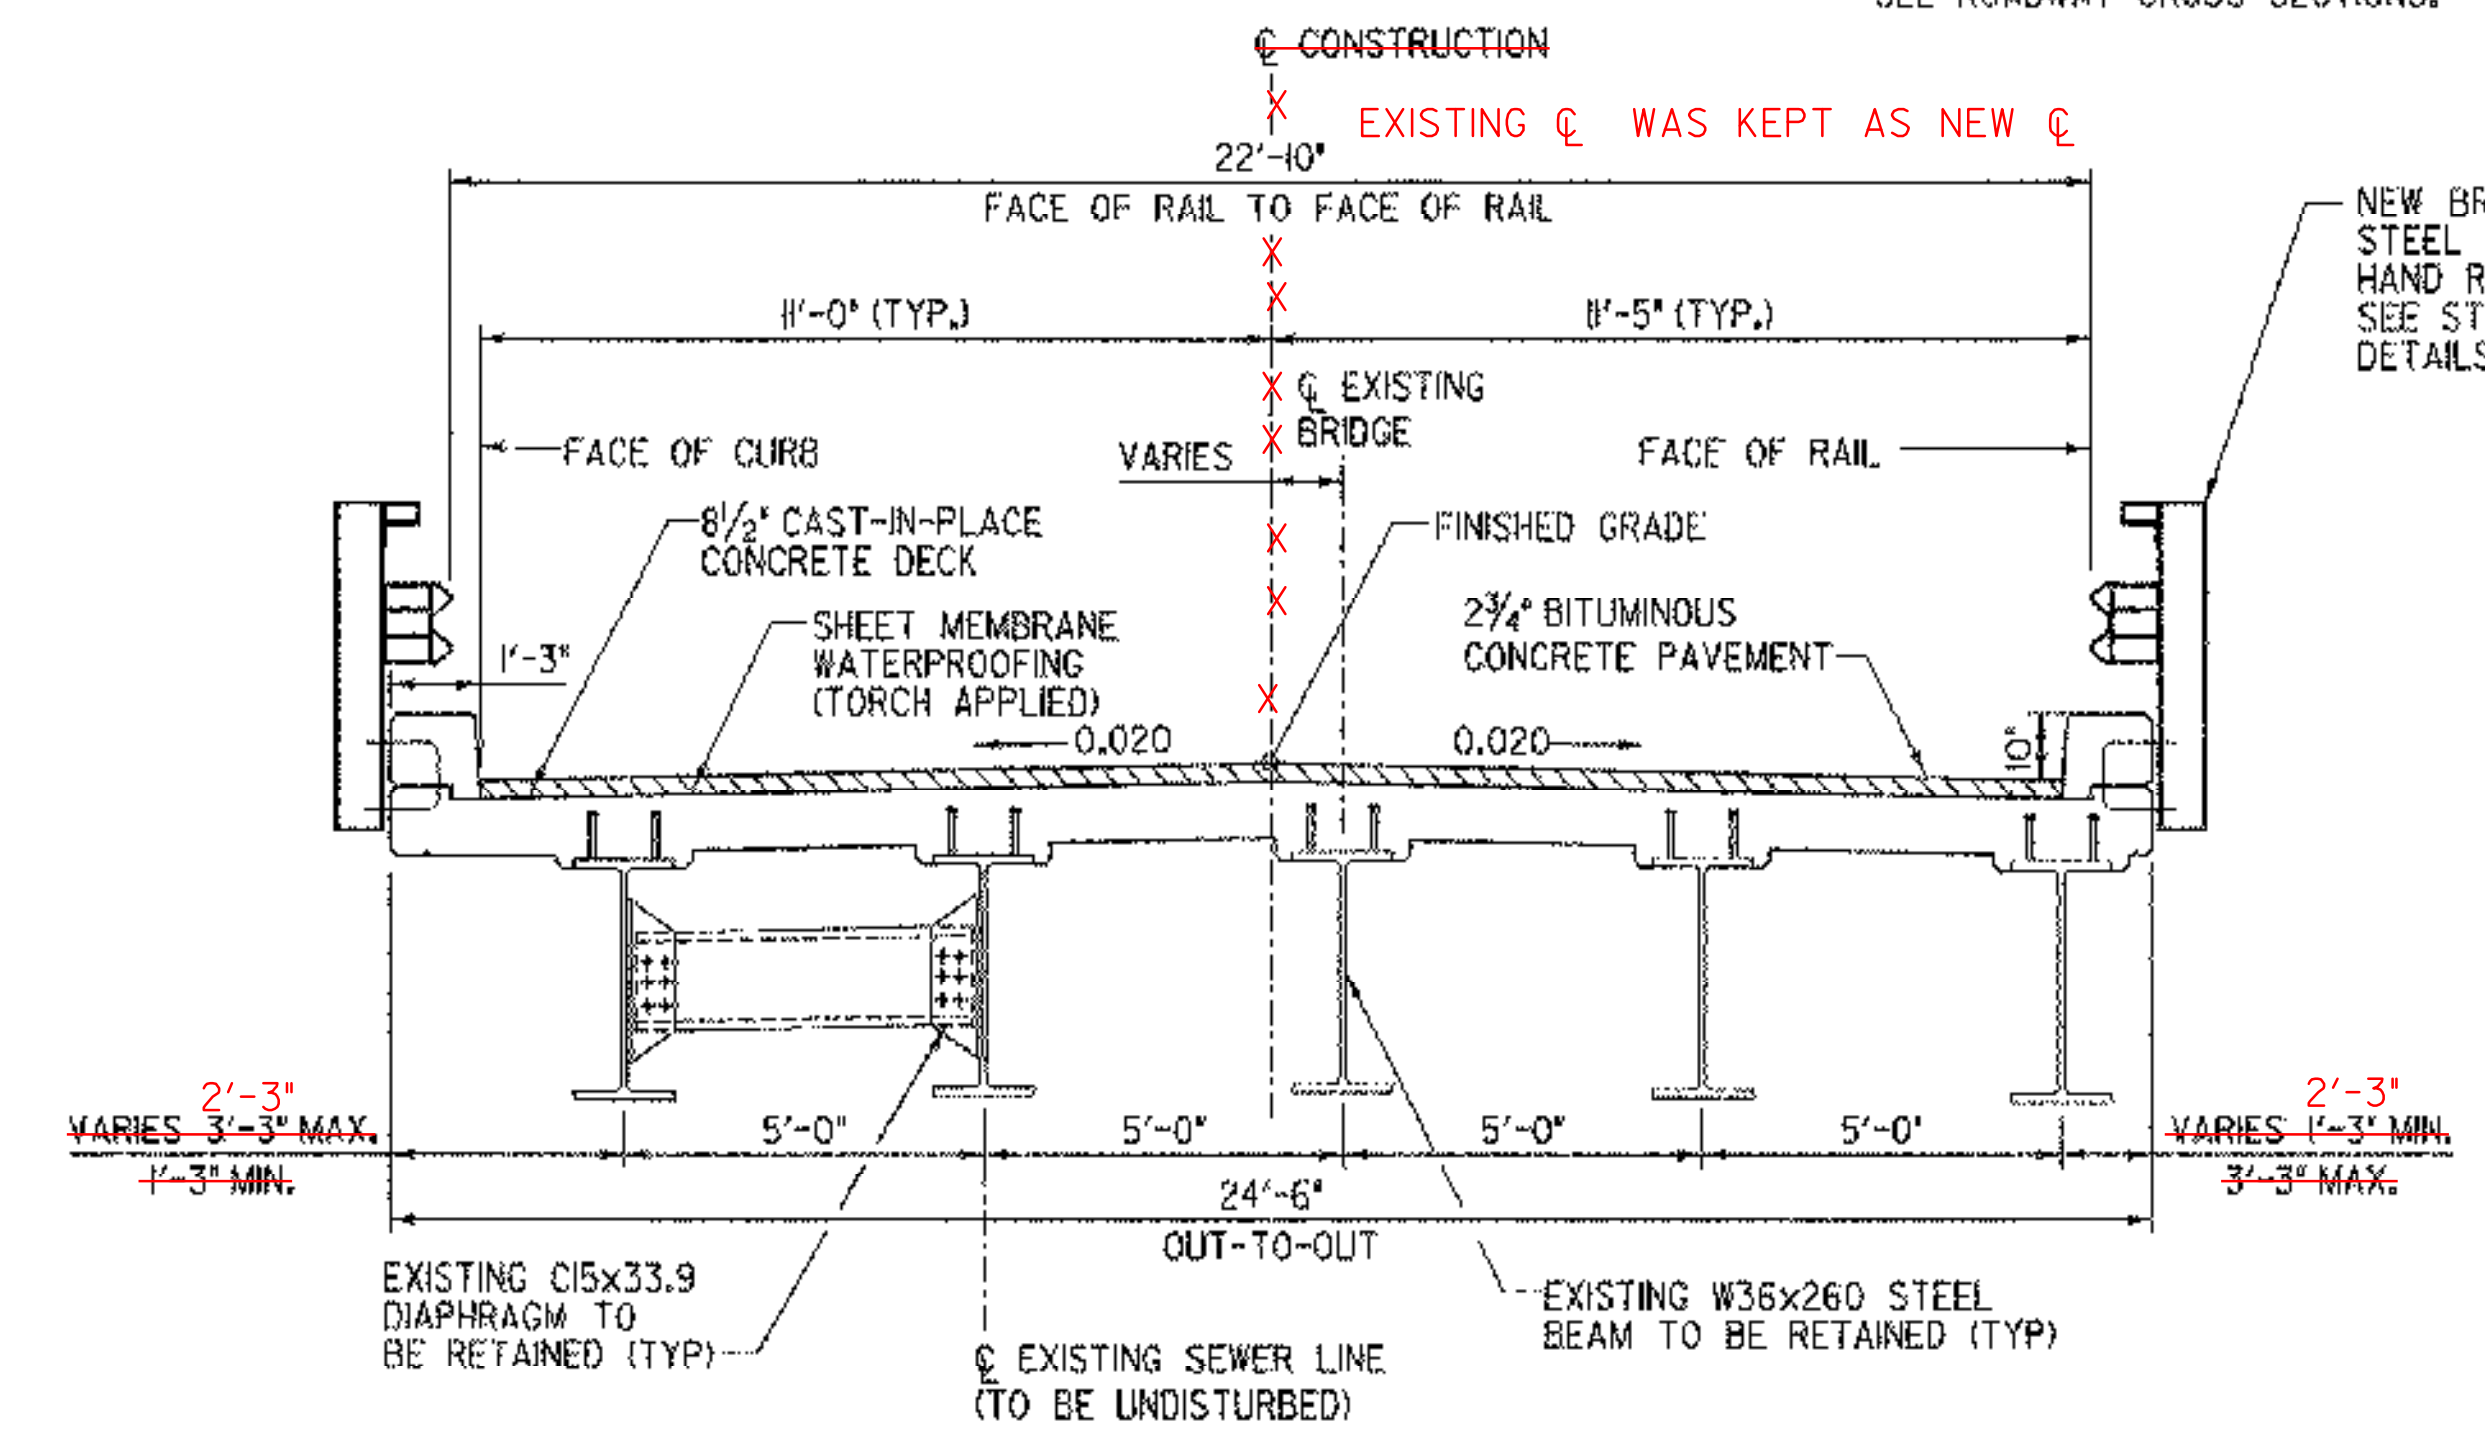 SEE ROADWAY CROSS SECTIONS.
℄ CONSTRUCTION
EXISTING ℄ WAS KEPT AS NEW ℄
22'-10"
FACE OF RAIL TO FACE OF RAIL
NEW BR
STEEL
HAND R
SEE ST
DETAILS
11'-0" (TYP.)
11'-5" (TYP.)
℄ EXISTING
BRIDGE
VARIES
FACE OF CURB
FACE OF RAIL
8 1/2" CAST-IN-PLACE
CONCRETE DECK
FINISHED GRADE
SHEET MEMBRANE
WATERPROOFING
(TORCH APPLIED)
2 3/4" BITUMINOUS
CONCRETE PAVEMENT
1'-3"
0.020
0.020
10"
2'-3"
2'-3"
VARIES 3'-3" MAX.
1'-3" MIN.
5'-0"
5'-0"
5'-0"
5'-0"
VARIES 1'-3" MIN.
3'-3" MAX.
24'-6"
OUT-TO-OUT
EXISTING C15x33.9
DIAPHRAGM TO
BE RETAINED (TYP)
EXISTING W36x260 STEEL
BEAM TO BE RETAINED (TYP)
℄ EXISTING SEWER LINE
(TO BE UNDISTURBED)